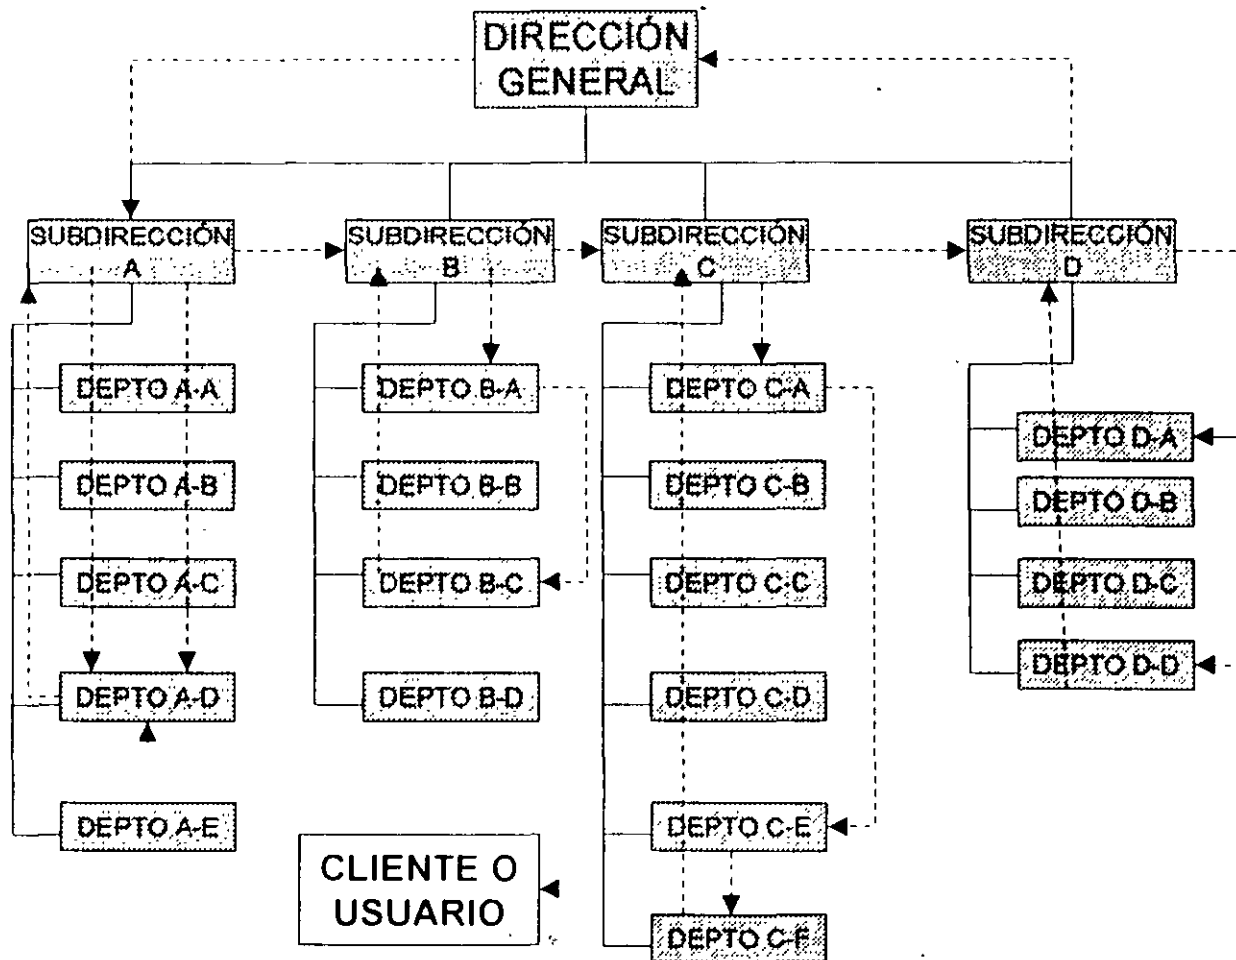 DIRECCIÓN
GENERAL
SUBDIRECCIÓN
A
SUBDIRECCIÓN
B
SUBDIRECCIÓN
C
SUBDIRECCIÓN
D
DEPTO A-A
DEPTO B-A
DEPTO C-A
DEPTO D-A
DEPTO A-B
DEPTO B-B
DEPTO C-B
DEPTO D-B
DEPTO A-C
DEPTO B-C
DEPTO C-C
DEPTO D-C
DEPTO A-D
DEPTO B-D
DEPTO C-D
DEPTO D-D
DEPTO A-E
DEPTO C-E
CLIENTE O
USUARIO
DEPTO C-F